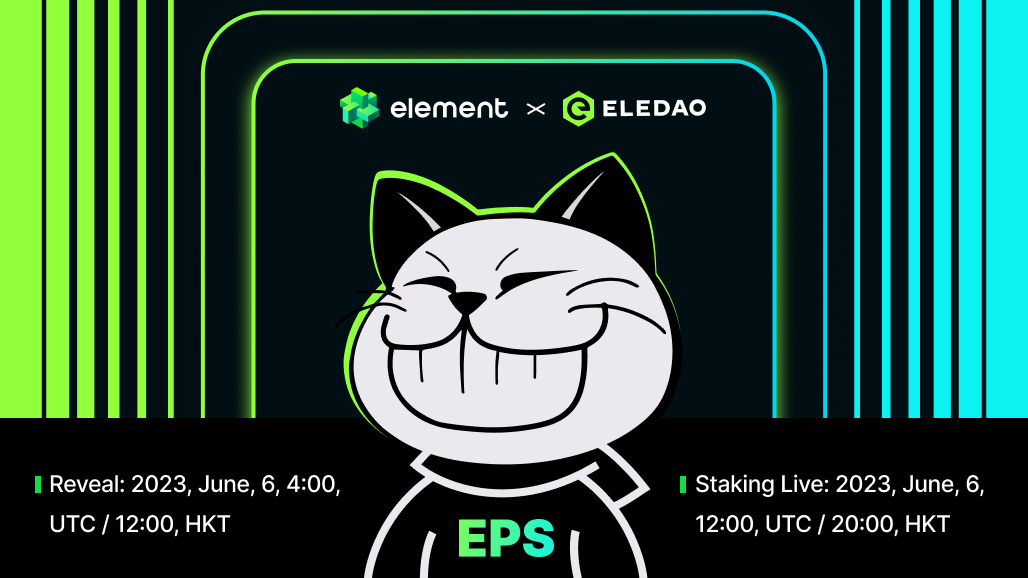 element × ELEDAO
Reveal: 2023, June, 6, 4:00,
UTC / 12:00, HKT
Staking Live: 2023, June, 6,
12:00, UTC / 20:00, HKT
EPS